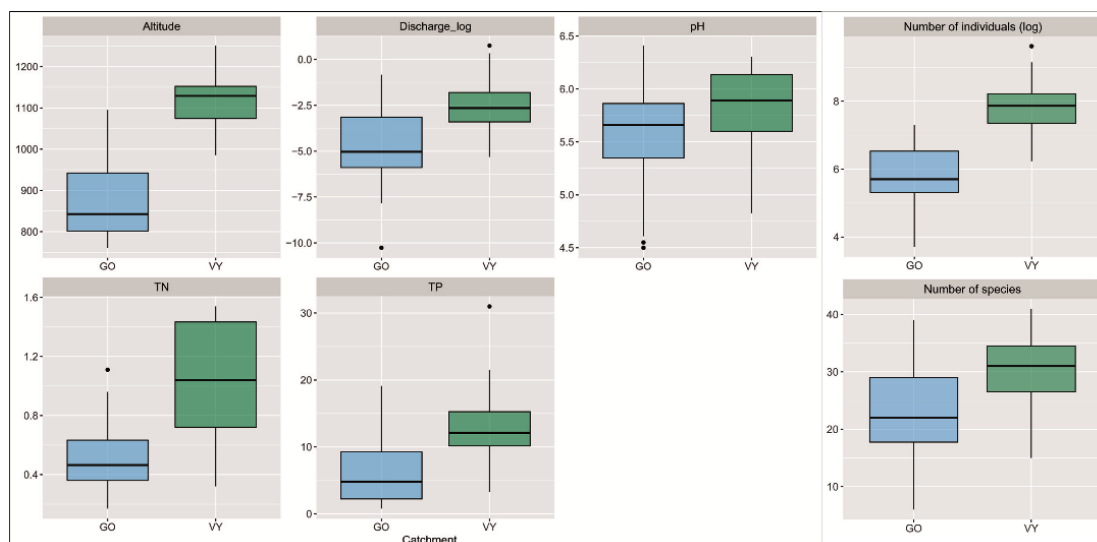 Altitude
1200
1100
1000
900
800
GO VY
Discharge_log
0.0
−2.5
−5.0
−7.5
−10.0
GO VY
pH
6.5
6.0
5.5
5.0
4.5
GO VY
Number of individuals (log)
8
6
4
GO VY
TN
1.6
1.2
0.8
0.4
GO VY
TP
30
20
10
0
GO VY
Catchment
Number of species
40
30
20
10
GO VY